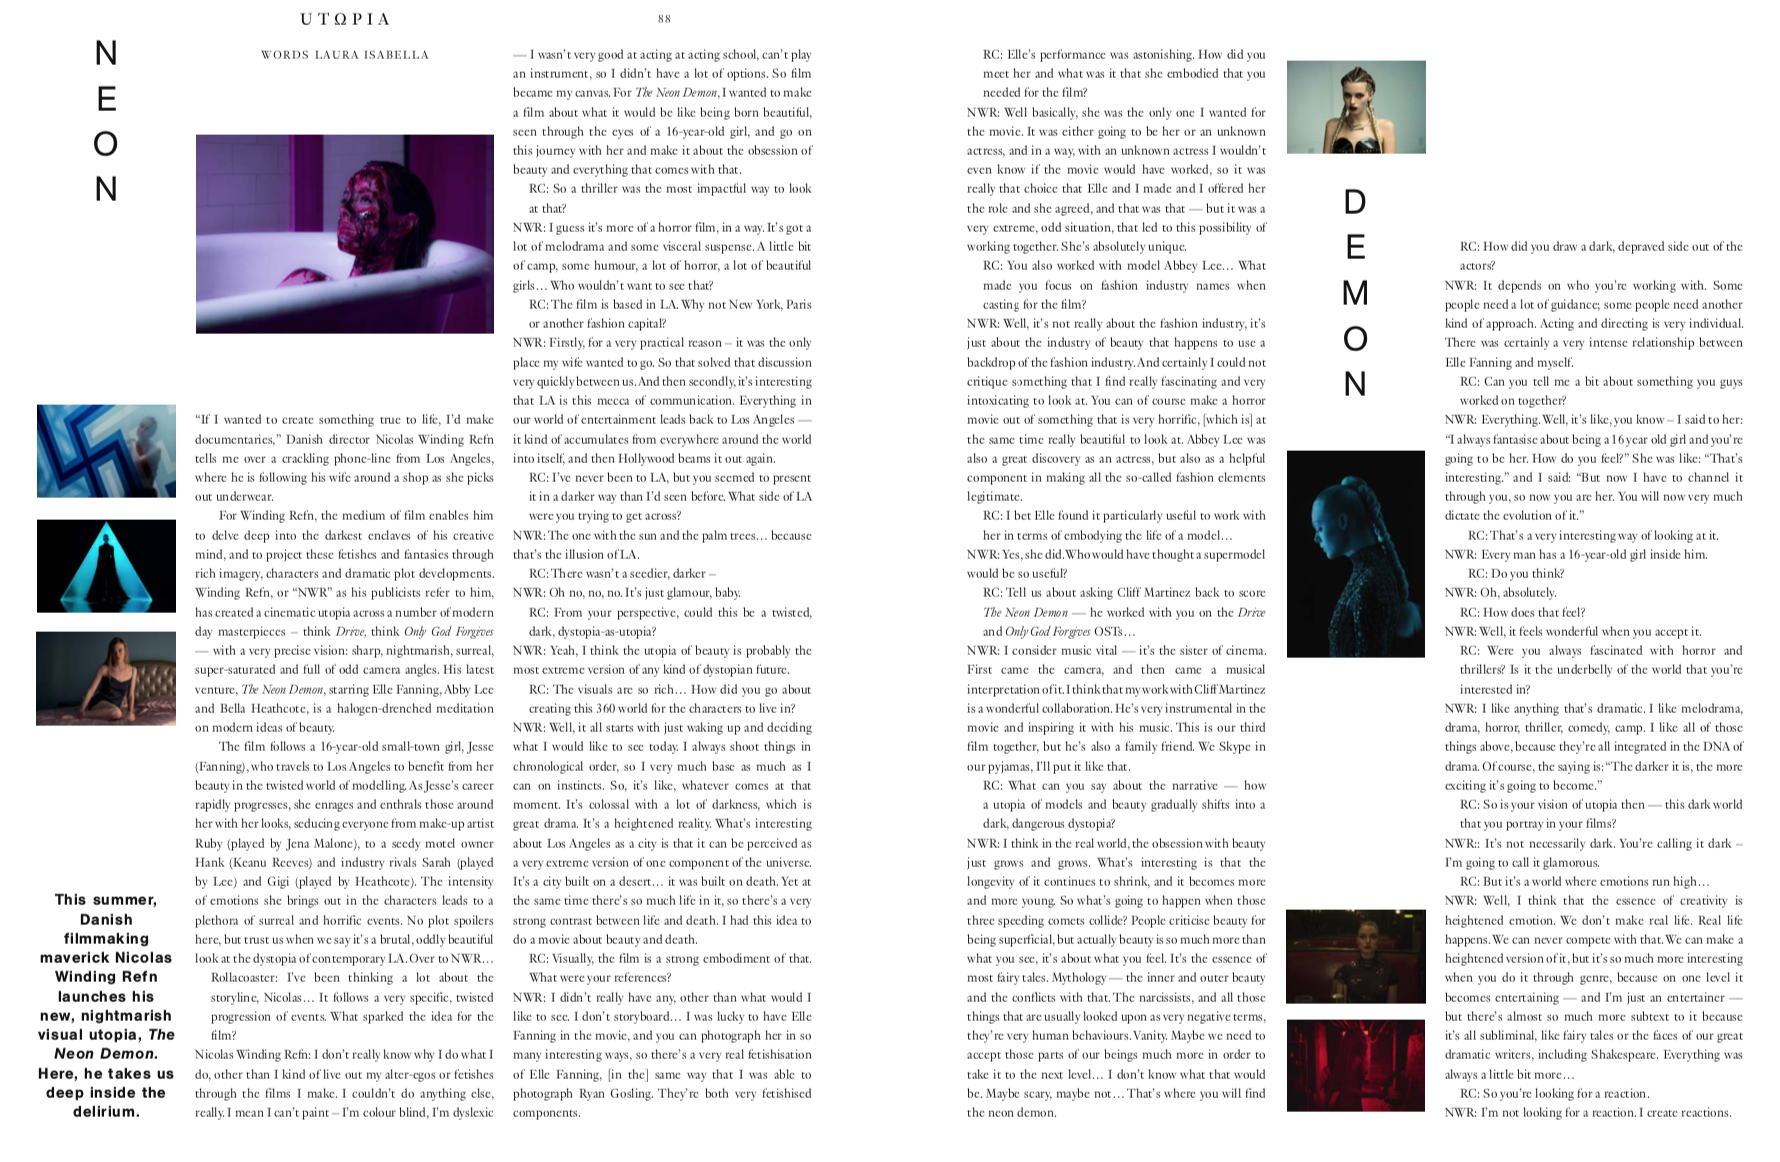 UTΩPIA
88
N
E
O
N
WORDS LAURA ISABELLA
This summer,
Danish
filmmaking
maverick Nicolas
Winding Refn
launches his
new, nightmarish
visual utopia, The
Neon Demon.
Here, he takes us
deep inside the
delirium.
“If I wanted to create something true to life, I’d make
documentaries,” Danish director Nicolas Winding Refn
tells me over a crackling phone-line from Los Angeles,
where he is following his wife around a shop as she picks
out underwear.
For Winding Refn, the medium of film enables him
to delve deep into the darkest enclaves of his creative
mind, and to project these fetishes and fantasies through
rich imagery, characters and dramatic plot developments.
Winding Refn, or “NWR” as his publicists refer to him,
has created a cinematic utopia across a number of modern
day masterpieces – think Drive, think Only God Forgives
— with a very precise vision: sharp, nightmarish, surreal,
super-saturated and full of odd camera angles. His latest
venture, The Neon Demon, starring Elle Fanning, Abby Lee
and Bella Heathcote, is a halogen-drenched meditation
on modern ideas of beauty.
The film follows a 16-year-old small-town girl, Jesse
(Fanning), who travels to Los Angeles to benefit from her
beauty in the twisted world of modelling. As Jesse’s career
rapidly progresses, she enrages and enthrals those around
her with her looks, seducing everyone from make-up artist
Ruby (played by Jena Malone), to a seedy motel owner
Hank (Keanu Reeves) and industry rivals Sarah (played
by Lee) and Gigi (played by Heathcote). The intensity
of emotions she brings out in the characters leads to a
plethora of surreal and horrific events. No plot spoilers
here, but trust us when we say it’s a brutal, oddly beautiful
look at the dystopia of contemporary LA. Over to NWR…
Rollacoaster: I’ve been thinking a lot about the
storyline, Nicolas… It follows a very specific, twisted
progression of events. What sparked the idea for the
film?
Nicolas Winding Refn: I don’t really know why I do what I
do, other than I kind of live out my alter-egos or fetishes
through the films I make. I couldn’t do anything else,
really. I mean I can’t paint – I’m colour blind, I’m dyslexic
— I wasn’t very good at acting at acting school, can’t play
an instrument, so I didn’t have a lot of options. So film
became my canvas. For The Neon Demon, I wanted to make
a film about what it would be like being born beautiful,
seen through the eyes of a 16-year-old girl, and go on
this journey with her and make it about the obsession of
beauty and everything that comes with that.
RC: So a thriller was the most impactful way to look
at that?
NWR: I guess it’s more of a horror film, in a way. It’s got a
lot of melodrama and some visceral suspense. A little bit
of camp, some humour, a lot of horror, a lot of beautiful
girls… Who wouldn’t want to see that?
RC: The film is based in LA. Why not New York, Paris
or another fashion capital?
NWR: Firstly, for a very practical reason – it was the only
place my wife wanted to go. So that solved that discussion
very quickly between us. And then secondly, it’s interesting
that LA is this mecca of communication. Everything in
our world of entertainment leads back to Los Angeles —
it kind of accumulates from everywhere around the world
into itself, and then Hollywood beams it out again.
RC: I’ve never been to LA, but you seemed to present
it in a darker way than I’d seen before. What side of LA
were you trying to get across?
NWR: The one with the sun and the palm trees… because
that’s the illusion of LA.
RC: There wasn’t a seedier, darker –
NWR: Oh no, no, no. It’s just glamour, baby.
RC: From your perspective, could this be a twisted,
dark, dystopia-as-utopia?
NWR: Yeah, I think the utopia of beauty is probably the
most extreme version of any kind of dystopian future.
RC: The visuals are so rich… How did you go about
creating this 360 world for the characters to live in?
NWR: Well, it all starts with just waking up and deciding
what I would like to see today. I always shoot things in
chronological order, so I very much base as much as I
can on instincts. So, it’s like, whatever comes at that
moment. It’s colossal with a lot of darkness, which is
great drama. It’s a heightened reality. What’s interesting
about Los Angeles as a city is that it can be perceived as
a very extreme version of one component of the universe.
It’s a city built on a desert… it was built on death. Yet at
the same time there’s so much life in it, so there’s a very
strong contrast between life and death. I had this idea to
do a movie about beauty and death.
RC: Visually, the film is a strong embodiment of that.
What were your references?
NWR: I didn’t really have any, other than what would I
like to see. I don’t storyboard… I was lucky to have Elle
Fanning in the movie, and you can photograph her in so
many interesting ways, so there’s a very real fetishisation
of Elle Fanning, [in the] same way that I was able to
photograph Ryan Gosling. They’re both very fetishised
components.
RC: Elle’s performance was astonishing. How did you
meet her and what was it that she embodied that you
needed for the film?
NWR: Well basically, she was the only one I wanted for
the movie. It was either going to be her or an unknown
actress, and in a way, with an unknown actress I wouldn’t
even know if the movie would have worked, so it was
really that choice that Elle and I made and I offered her
the role and she agreed, and that was that — but it was a
very extreme, odd situation, that led to this possibility of
working together. She’s absolutely unique.
RC: You also worked with model Abbey Lee… What
made you focus on fashion industry names when
casting for the film?
NWR: Well, it’s not really about the fashion industry, it’s
just about the industry of beauty that happens to use a
backdrop of the fashion industry. And certainly I could not
critique something that I find really fascinating and very
intoxicating to look at. You can of course make a horror
movie out of something that is very horrific, [which is] at
the same time really beautiful to look at. Abbey Lee was
also a great discovery as an actress, but also as a helpful
component in making all the so-called fashion elements
legitimate.
RC: I bet Elle found it particularly useful to work with
her in terms of embodying the life of a model…
NWR: Yes, she did. Who would have thought a supermodel
would be so useful?
RC: Tell us about asking Cliff Martinez back to score
The Neon Demon — he worked with you on the Drive
and Only God Forgives OSTs…
NWR: I consider music vital — it’s the sister of cinema.
First came the camera, and then came a musical
interpretation of it. I think that my work with Cliff Martinez
is a wonderful collaboration. He’s very instrumental in the
movie and inspiring it with his music. This is our third
film together, but he’s also a family friend. We Skype in
our pyjamas, I’ll put it like that.
RC: What can you say about the narrative — how
a utopia of models and beauty gradually shifts into a
dark, dangerous dystopia?
NWR: I think in the real world, the obsession with beauty
just grows and grows. What’s interesting is that the
longevity of it continues to shrink, and it becomes more
and more young. So what’s going to happen when those
three speeding comets collide? People criticise beauty for
being superficial, but actually beauty is so much more than
what you see, it’s about what you feel. It’s the essence of
most fairy tales. Mythology — the inner and outer beauty
and the conflicts with that. The narcissists, and all those
things that are usually looked upon as very negative terms,
they’re very human behaviours. Vanity. Maybe we need to
accept those parts of our beings much more in order to
take it to the next level… I don’t know what that would
be. Maybe scary, maybe not… That’s where you will find
the neon demon.
D
E
M
O
N
RC: How did you draw a dark, depraved side out of the
actors?
NWR: It depends on who you’re working with. Some
people need a lot of guidance; some people need another
kind of approach. Acting and directing is very individual.
There was certainly a very intense relationship between
Elle Fanning and myself.
RC: Can you tell me a bit about something you guys
worked on together?
NWR: Everything. Well, it’s like, you know – I said to her:
“I always fantasise about being a 16 year old girl and you’re
going to be her. How do you feel?” She was like: “That’s
interesting.” and I said: “But now I have to channel it
through you, so now you are her. You will now very much
dictate the evolution of it.”
RC: That’s a very interesting way of looking at it.
NWR: Every man has a 16-year-old girl inside him.
RC: Do you think?
NWR: Oh, absolutely.
RC: How does that feel?
NWR: Well, it feels wonderful when you accept it.
RC: Were you always fascinated with horror and
thrillers? Is it the underbelly of the world that you’re
interested in?
NWR: I like anything that’s dramatic. I like melodrama,
drama, horror, thriller, comedy, camp. I like all of those
things above, because they’re all integrated in the DNA of
drama. Of course, the saying is: “The darker it is, the more
exciting it’s going to become.”
RC: So is your vision of utopia then — this dark world
that you portray in your films?
NWR:: It’s not necessarily dark. You’re calling it dark –
I’m going to call it glamorous.
RC: But it’s a world where emotions run high…
NWR: Well, I think that the essence of creativity is
heightened emotion. We don’t make real life. Real life
happens. We can never compete with that. We can make a
heightened version of it, but it’s so much more interesting
when you do it through genre, because on one level it
becomes entertaining — and I’m just an entertainer —
but there’s almost so much more subtext to it because
it’s all subliminal, like fairy tales or the faces of our great
dramatic writers, including Shakespeare. Everything was
always a little bit more…
RC: So you’re looking for a reaction.
NWR: I’m not looking for a reaction. I create reactions.